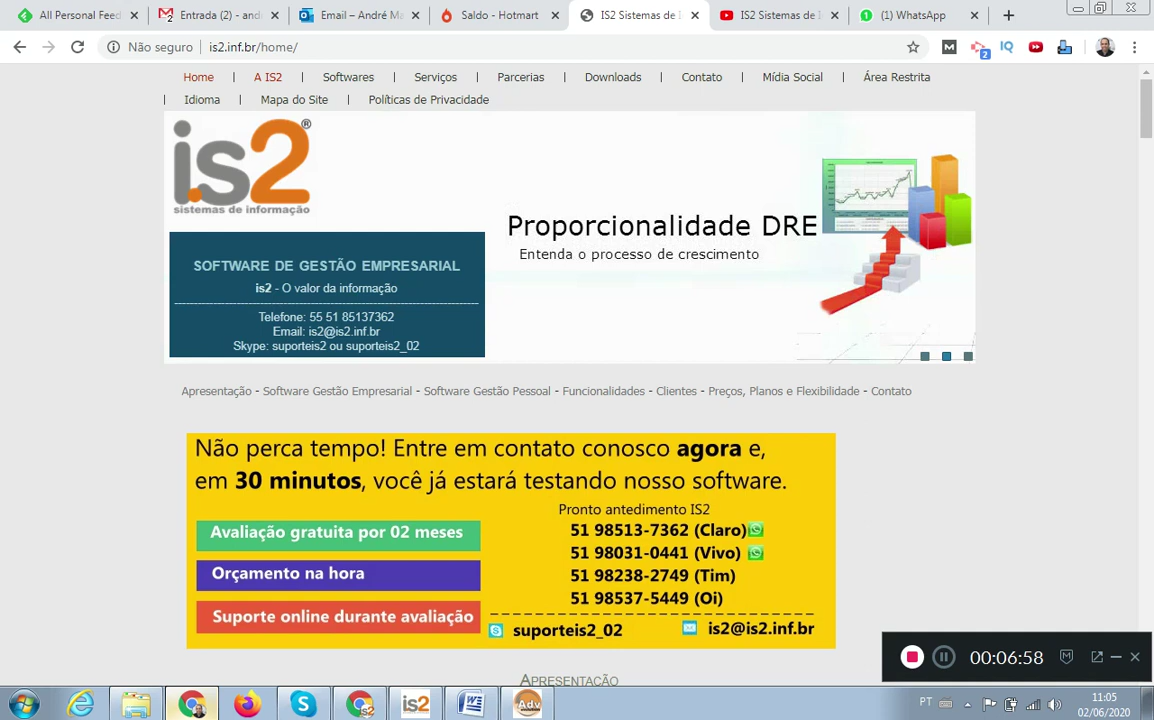 All Personal Feed
Entrada (2) - and
Email – André Ma
Saldo - Hotmart
IS2 Sistemas de I
IS2 Sistemas de I
(1) WhatsApp
Não seguro
is2.inf.br/home/
2
Home | A IS2 | Softwares | Serviços | Parcerias | Downloads | Contato | Mídia Social | Área Restrita
| Idioma | Mapa do Site | Políticas de Privacidade
is2®
sistemas de informação
Proporcionalidade DRE
Entenda o processo de crescimento
SOFTWARE DE GESTÃO EMPRESARIAL
is2 - O valor da informação
Telefone: 55 51 85137362
Email: is2@is2.inf.br
Skype: suporteis2 ou suporteis2_02
Apresentação - Software Gestão Empresarial - Software Gestão Pessoal - Funcionalidades - Clientes - Preços, Planos e Flexibilidade - Contato
Não perca tempo! Entre em contato conosco agora e,
em 30 minutos, você já estará testando nosso software.
Pronto antedimento IS2
Avaliação gratuita por 02 meses
51 98513-7362 (Claro)
51 98031-0441 (Vivo)
Orçamento na hora
51 98238-2749 (Tim)
51 98537-5449 (Oi)
Suporte online durante avaliação
suporteis2_02
is2@is2.inf.br
APRESENTAÇÃO
00:06:58
is2
Adv
PT
11:05
02/06/2020